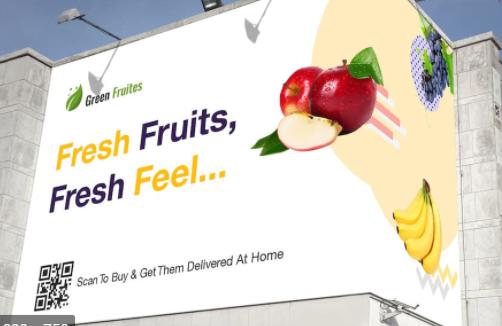 Green Fruites
Fresh Fruits,
Fresh Feel...
Scan To Buy & Get Them Delivered At Home